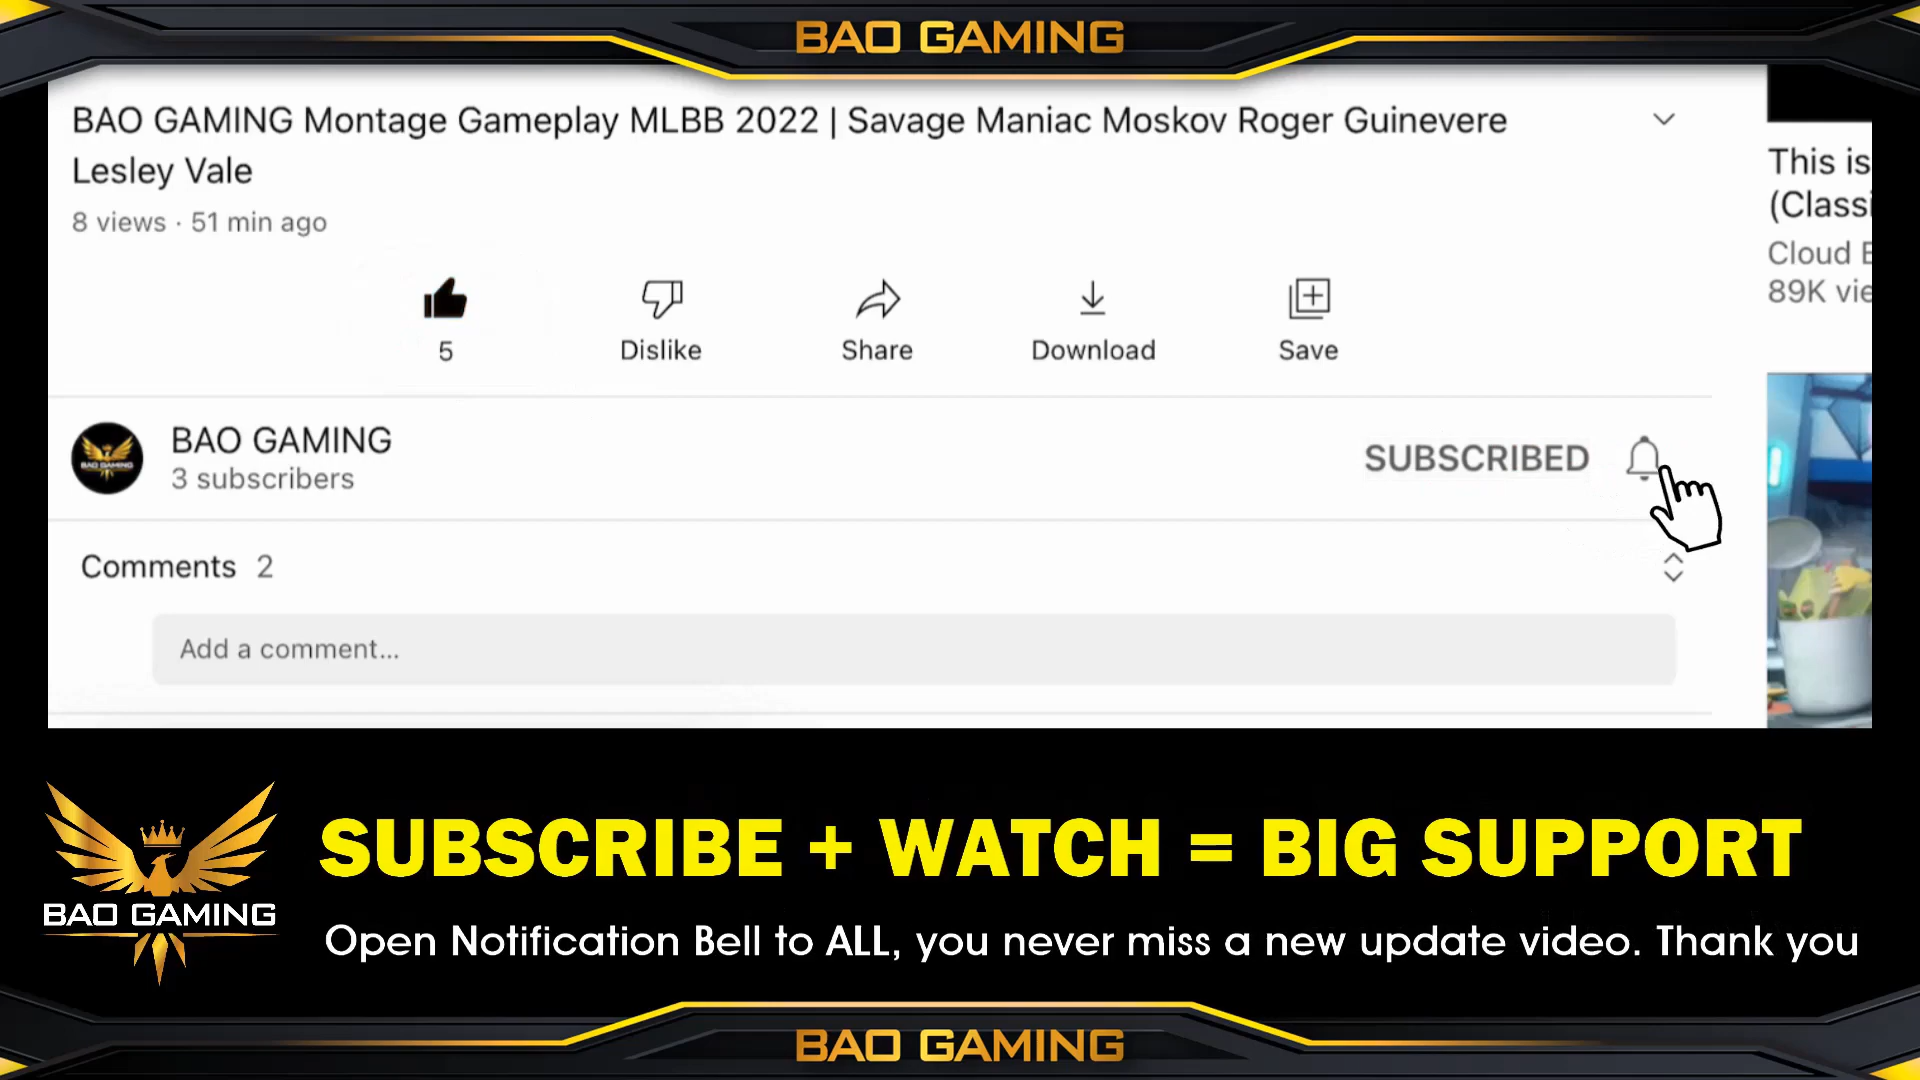 BAO GAMING
BAO GAMING Montage Gameplay MLBB 2022 | Savage Maniac Moskov Roger Guinevere
Lesley Vale
8 views · 51 min ago
5
Dislike
Share
Download
Save
BAO GAMING
BAO GAMING
3 subscribers
SUBSCRIBED
Comments 2
Add a comment...
This is
(Classi
Cloud
89K vie
BAO GAMING
SUBSCRIBE + WATCH = BIG SUPPORT
Open Notification Bell to ALL, you never miss a new update video. Thank you
BAO GAMING